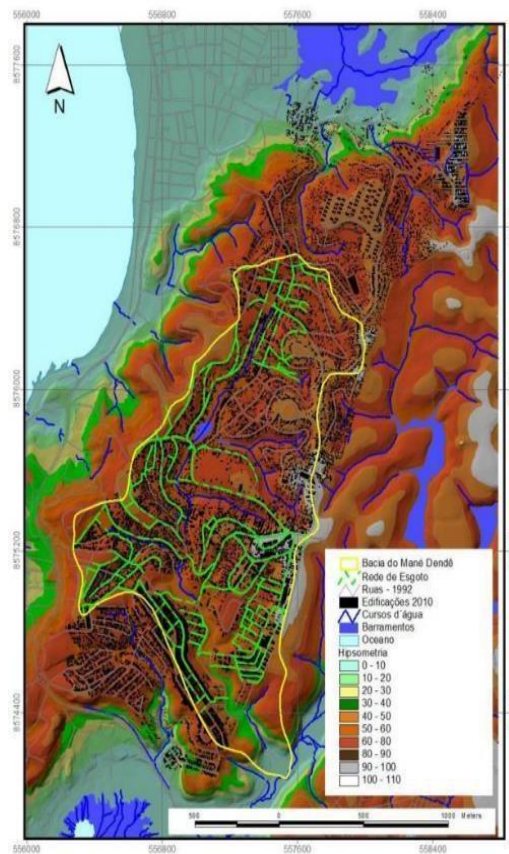 556000 556800 557600 558400
8577600
8576800
8576000
8575200
8574400
N
Bacia do Mané Dendê
Rede de Esgoto
Ruas - 1992
Edificações 2010
Cursos d´água
Barramentos
Oceano
Hipsometria
0 - 10
10 - 20
20 - 30
30 - 40
40 - 50
50 - 60
60 - 80
80 - 90
90 - 100
100 - 110
500 0 500 1000 Meters
556000 556800 557600 558400